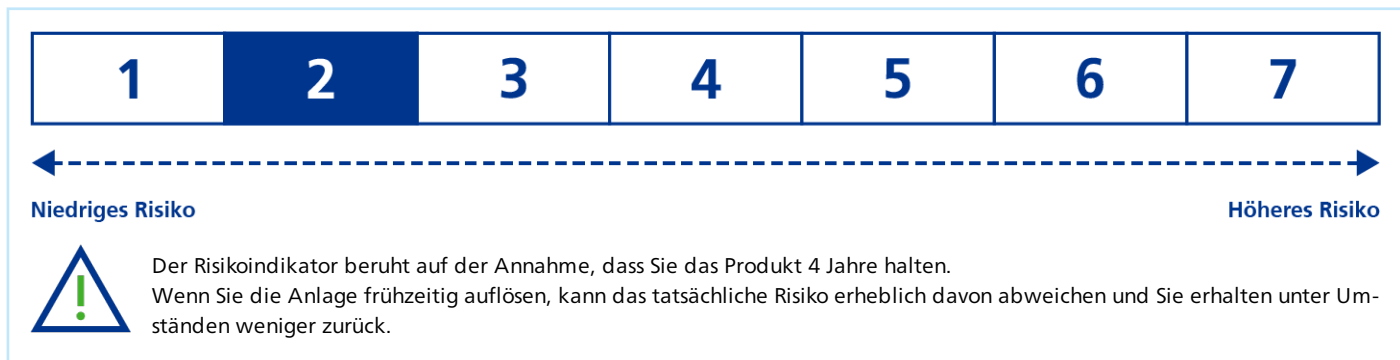 1 2 3 4 5 6 7
Niedriges Risiko Höheres Risiko
Der Risikoindikator beruht auf der Annahme, dass Sie das Produkt 4 Jahre halten.
Wenn Sie die Anlage frühzeitig auflösen, kann das tatsächliche Risiko erheblich davon abweichen und Sie erhalten unter Um-
ständen weniger zurück.